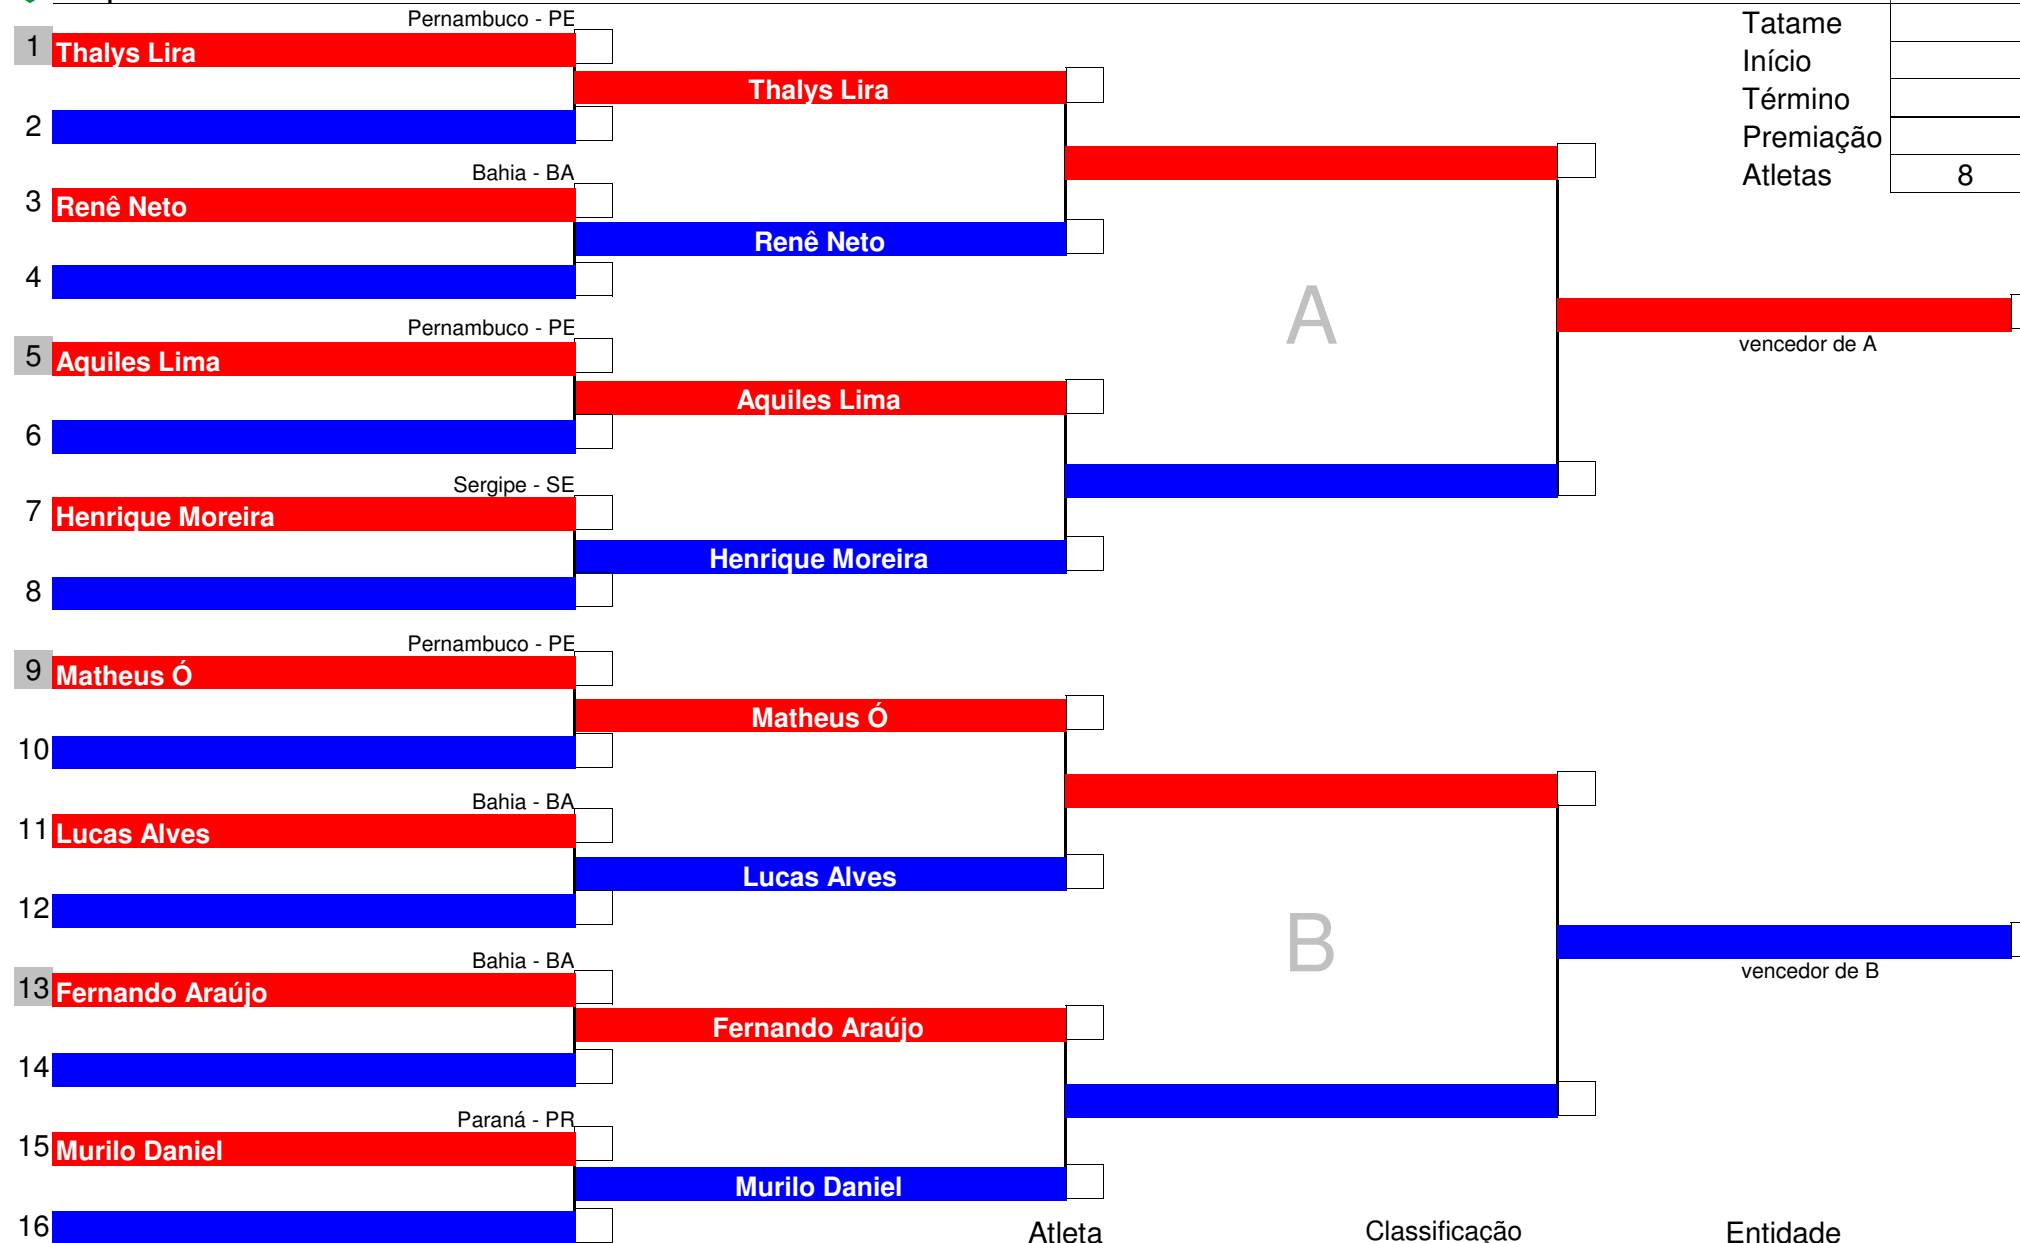 Pernambuco - PE
1 Thalys Lira
Thalys Lira
2
Bahia - BA
3 Renê Neto
Renê Neto
4
Pernambuco - PE
5 Aquiles Lima
Aquiles Lima
6
Sergipe - SE
7 Henrique Moreira
Henrique Moreira
8
A
vencedor de A
Tatame
Início
Término
Premiação
Atletas 8
Pernambuco - PE
9 Matheus Ó
Matheus Ó
10
Bahia - BA
11 Lucas Alves
Lucas Alves
12
Bahia - BA
13 Fernando Araújo
Fernando Araújo
14
Paraná - PR
15 Murilo Daniel
Murilo Daniel
16
B
vencedor de B
Atleta Classificação Entidade